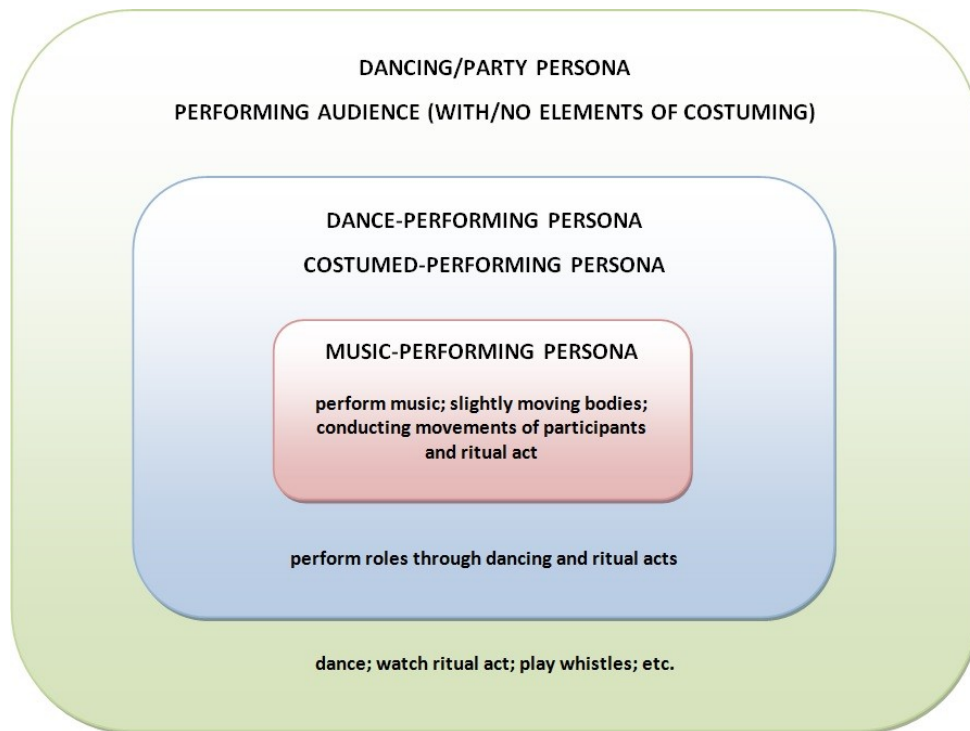 DANCING/PARTY PERSONA
PERFORMING AUDIENCE (WITH/NO ELEMENTS OF COSTUMING)
DANCE-PERFORMING PERSONA
COSTUMED-PERFORMING PERSONA
MUSIC-PERFORMING PERSONA
perform music; slightly moving bodies;
conducting movements of participants
and ritual act
perform roles through dancing and ritual acts
dance; watch ritual act; play whistles; etc.